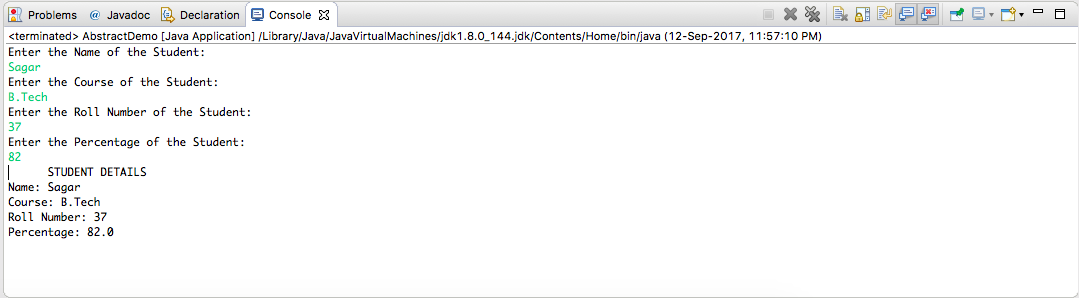 Problems @ Javadoc Declaration Console
<terminated> AbstractDemo [Java Application] /Library/Java/JavaVirtualMachines/jdk1.8.0_144.jdk/Contents/Home/bin/java (12-Sep-2017, 11:57:10 PM)
Enter the Name of the Student:
Sagar
Enter the Course of the Student:
B.Tech
Enter the Roll Number of the Student:
37
Enter the Percentage of the Student:
82
STUDENT DETAILS
Name: Sagar
Course: B.Tech
Roll Number: 37
Percentage: 82.0